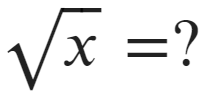 √x =?